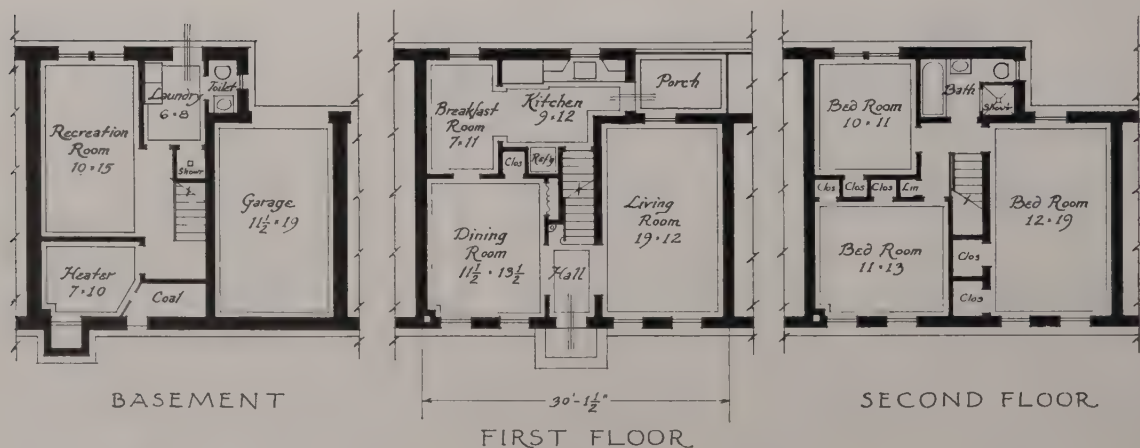 Laundry
6 × 8
Toilet
Recreation
Room
10 × 15
Showr
Garage
11½ × 19
Heater
7 × 10
Coal
BASEMENT
Porch
Kitchen
9 × 12
Breakfast
Room
7 × 11
Clos
Refg
Living
Room
19 × 12
Dining
Room
11½ × 13½
Hall
30'-1½"
FIRST FLOOR
Bath
Showr
Bed Room
10 × 11
Clos
Clos
Clos
Lin
Bed Room
12 × 19
Bed Room
11 × 13
Clos
Clos
SECOND FLOOR